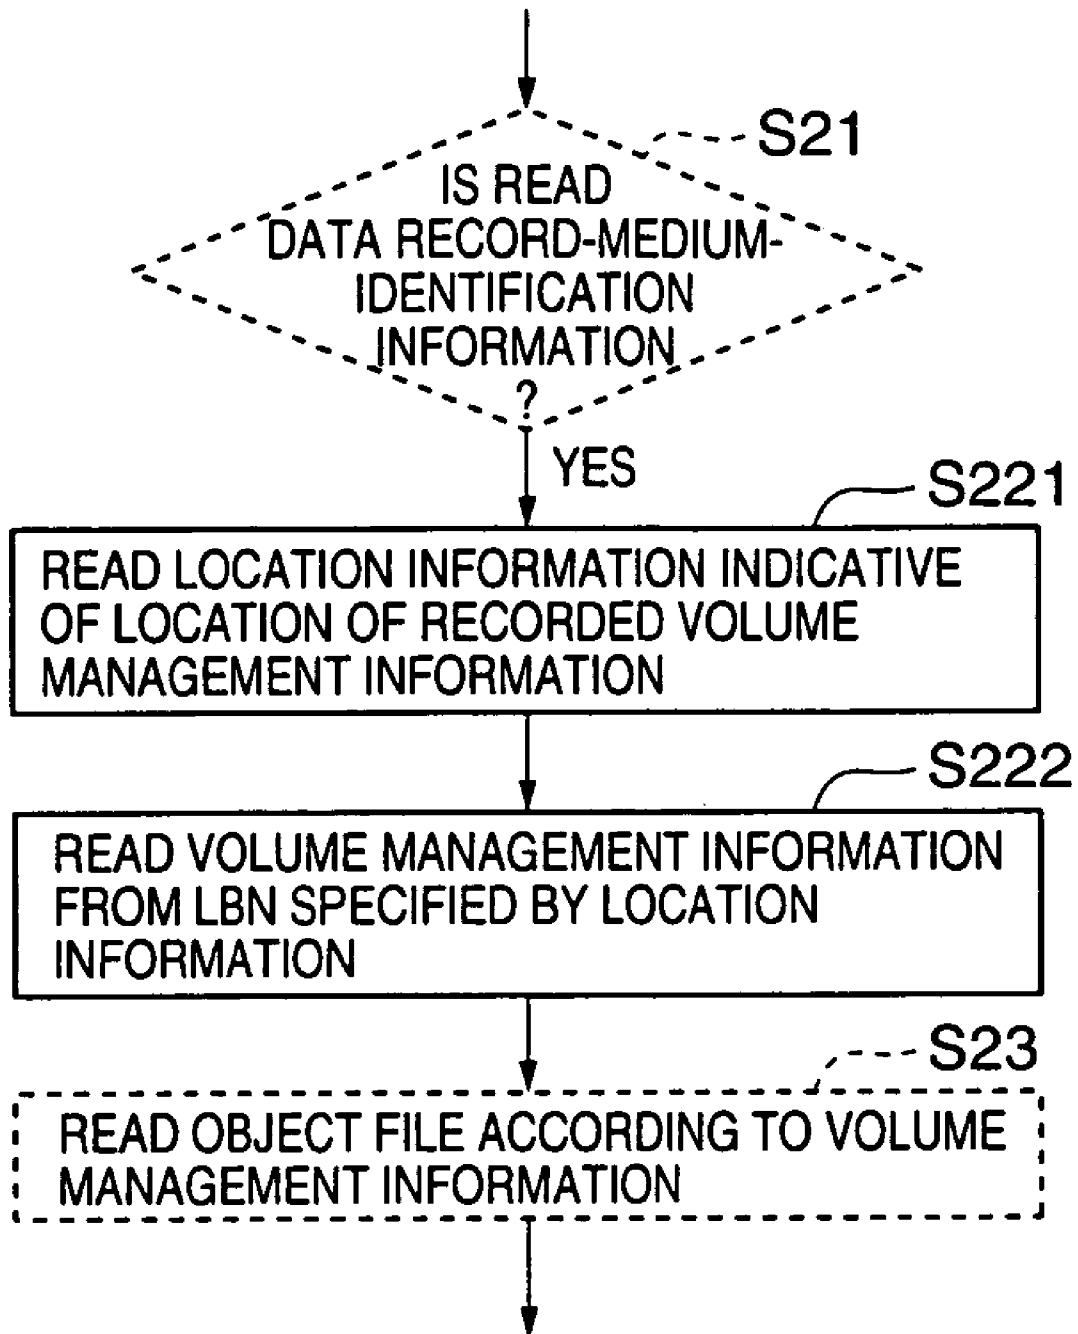 S21
IS READ
DATA RECORD-MEDIUM-
IDENTIFICATION
INFORMATION
?
YES
S221
READ LOCATION INFORMATION INDICATIVE
OF LOCATION OF RECORDED VOLUME
MANAGEMENT INFORMATION
S222
READ VOLUME MANAGEMENT INFORMATION
FROM LBN SPECIFIED BY LOCATION
INFORMATION
S23
READ OBJECT FILE ACCORDING TO VOLUME
MANAGEMENT INFORMATION